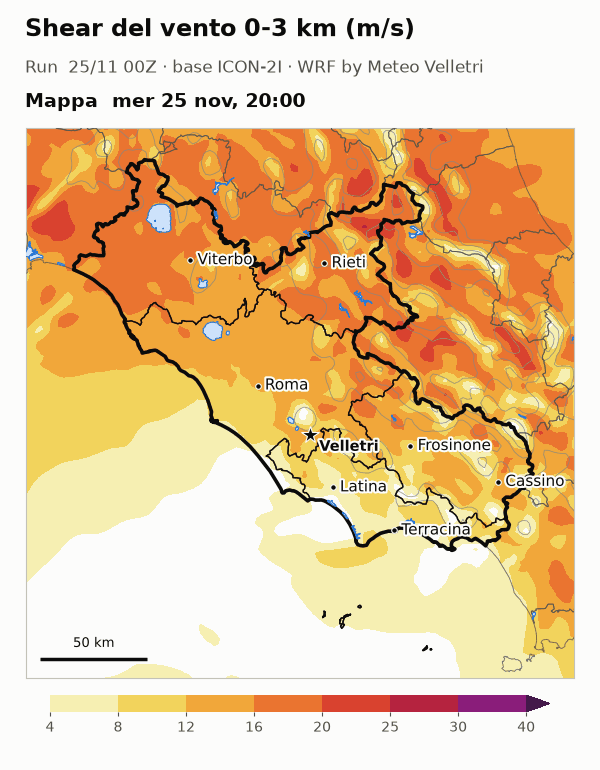 Shear del vento 0-3 km (m/s)
Run  25/11 00Z · base ICON-2I · WRF by Meteo Velletri
Mappa  mer 25 nov, 20:00
Viterbo
Rieti
Roma
Velletri
Frosinone
Latina
Cassino
Terracina
50 km
4 8 12 16 20 25 30 40